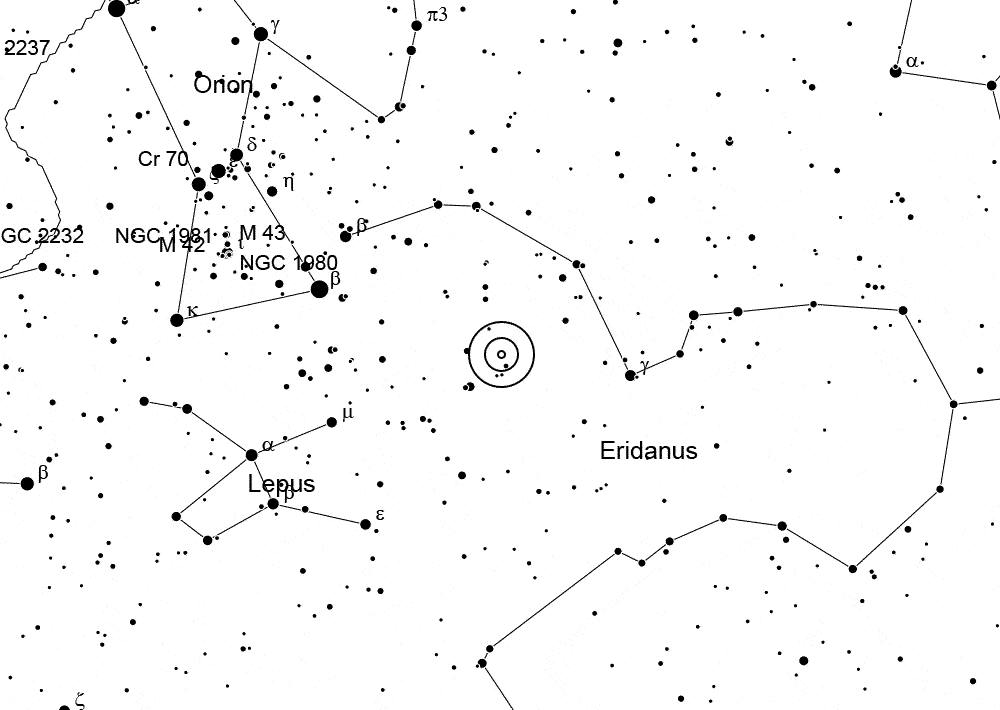 γ
π3
2237
α
Orion
Cr 70
δ
ε
ζ
η
GC 2232
NGC 1981
M 42
M 43
ι
NGC 1980
β
β
κ
γ
μ
α
Eridanus
β
Lepus
β
ε
ζ